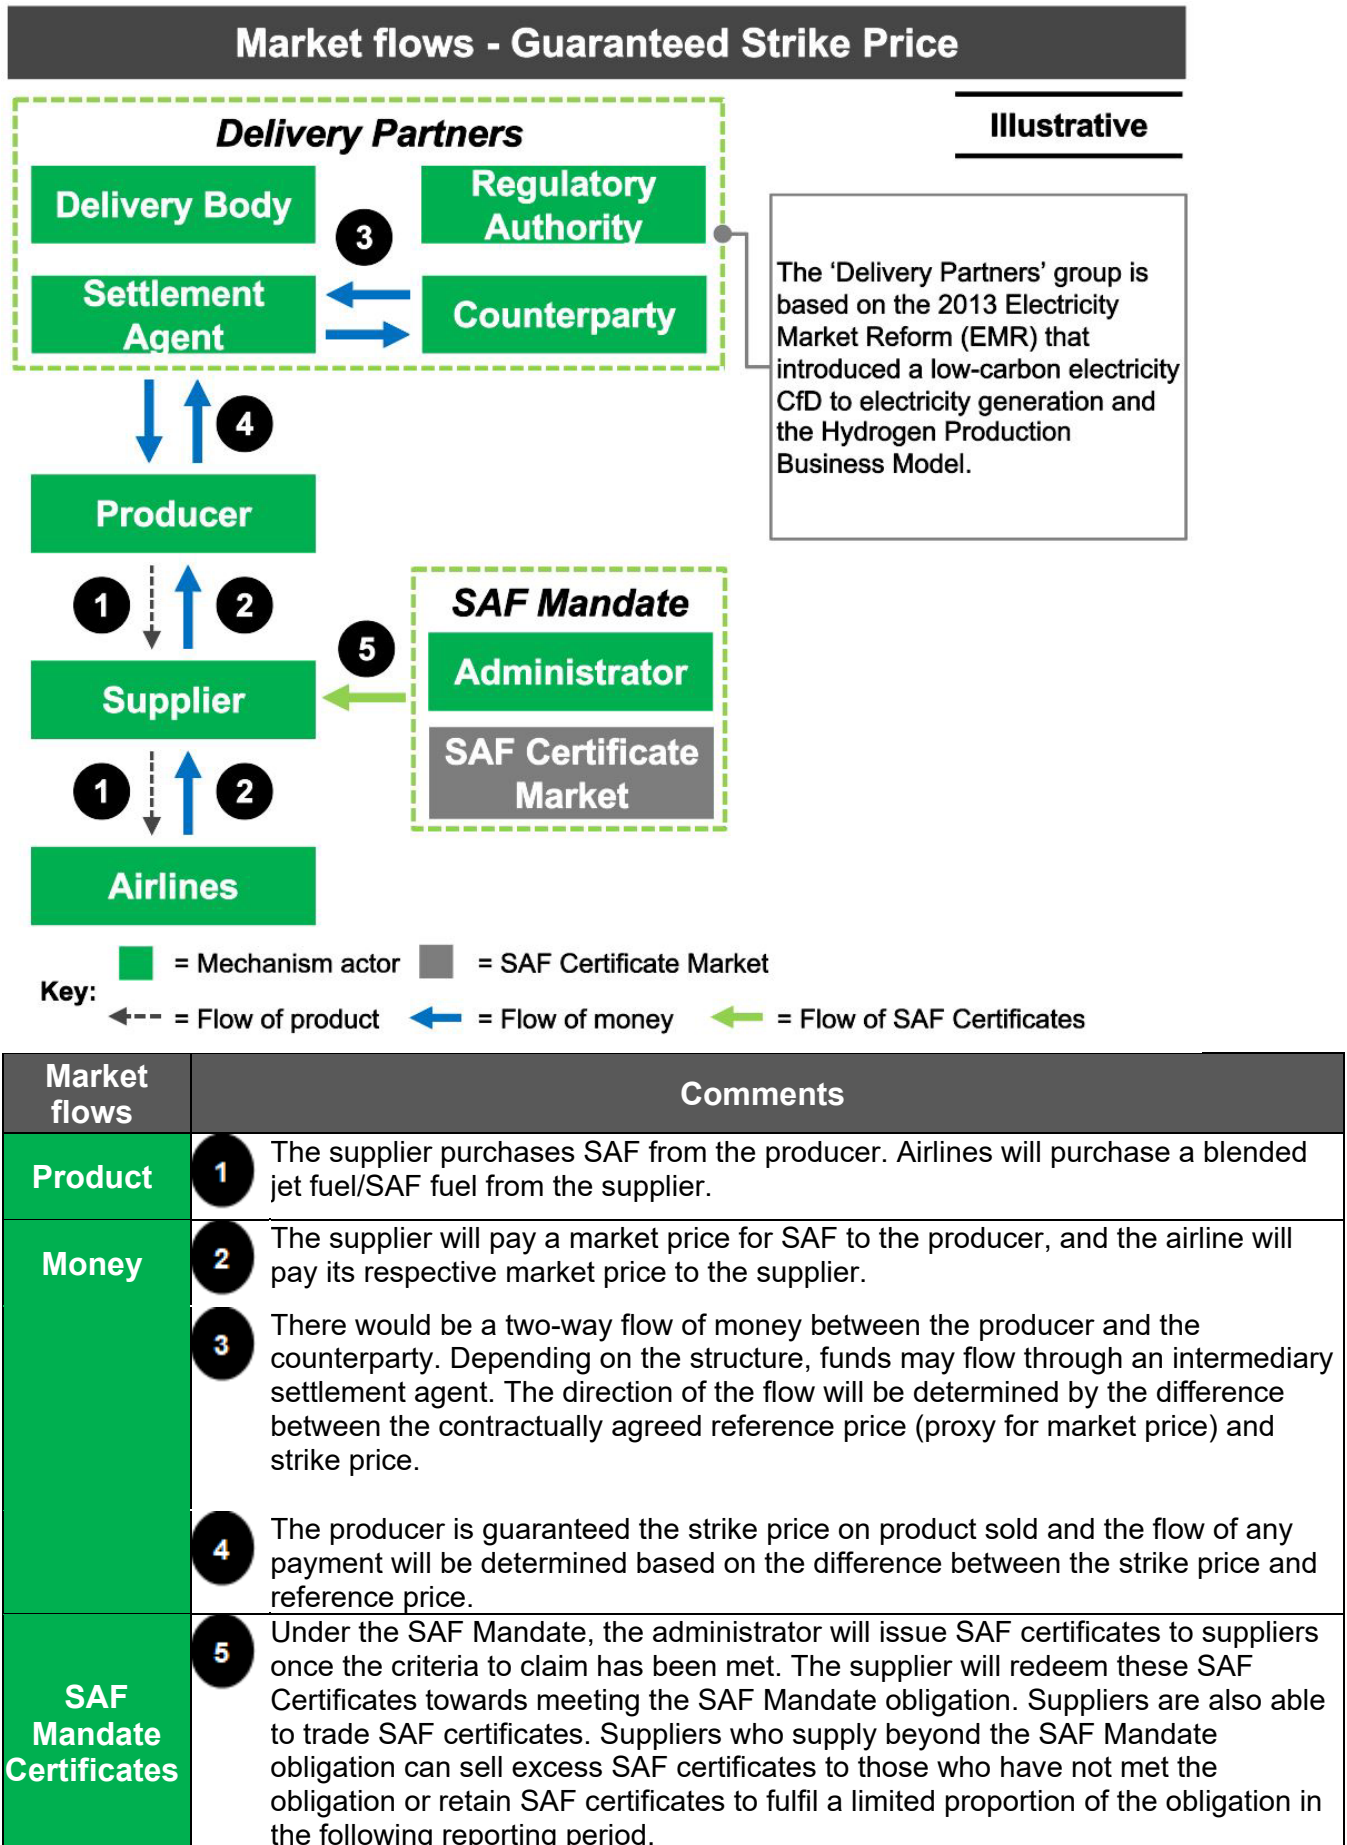 Market flows - Guaranteed Strike Price
Illustrative
Delivery Partners
Delivery Body
Regulatory
Authority
3
Settlement
Agent
Counterparty
The ‘Delivery Partners’ group is
based on the 2013 Electricity
Market Reform (EMR) that
introduced a low-carbon electricity
CfD to electricity generation and
the Hydrogen Production
Business Model.
4
Producer
1
2
SAF Mandate
Administrator
5
Supplier
SAF Certificate
Market
1
2
Airlines
= Mechanism actor
= SAF Certificate Market
Key:
= Flow of product
= Flow of money
= Flow of SAF Certificates
Market
flows
Comments
Product
1
The supplier purchases SAF from the producer. Airlines will purchase a blended
jet fuel/SAF fuel from the supplier.
Money
2
The supplier will pay a market price for SAF to the producer, and the airline will
pay its respective market price to the supplier.
3
There would be a two-way flow of money between the producer and the
counterparty. Depending on the structure, funds may flow through an intermediary
settlement agent. The direction of the flow will be determined by the difference
between the contractually agreed reference price (proxy for market price) and
strike price.
4
The producer is guaranteed the strike price on product sold and the flow of any
payment will be determined based on the difference between the strike price and
reference price.
SAF
Mandate
Certificates
5
Under the SAF Mandate, the administrator will issue SAF certificates to suppliers
once the criteria to claim has been met. The supplier will redeem these SAF
Certificates towards meeting the SAF Mandate obligation. Suppliers are also able
to trade SAF certificates. Suppliers who supply beyond the SAF Mandate
obligation can sell excess SAF certificates to those who have not met the
obligation or retain SAF certificates to fulfil a limited proportion of the obligation in
the following reporting period.